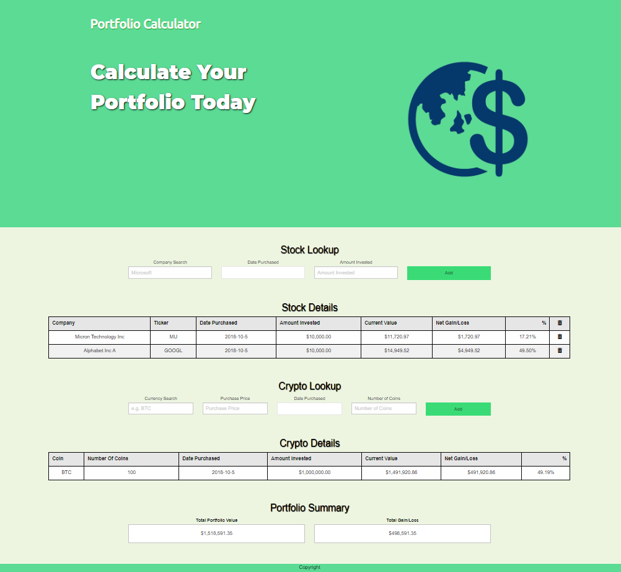 Portfolio Calculator
Calculate Your
Portfolio Today
Stock Lookup
Company Search Date Purchased Amount Invested
Microsoft Amount Invested Add
Stock Details
Company Ticker Date Purchased Amount Invested Current Value Net Gain/Loss %
Micron Technology Inc MU 2018-10-5 $10,000.00 $11,720.97 $1,720.97 17.21%
Alphabet Inc A GOOGL 2018-10-5 $10,000.00 $14,949.52 $4,949.52 49.50%
Crypto Lookup
Currency Search Purchase Price Date Purchased Number of Coins
e.g. BTC Purchase Price Number of Coins Add
Crypto Details
Coin Number Of Coins Date Purchased Amount Invested Current Value Net Gain/Loss %
BTC 100 2018-10-5 $1,000,000.00 $1,491,920.86 $491,920.86 49.19%
Portfolio Summary
Total Portfolio Value Total Gain/Loss
$1,518,591.35 $498,591.35
Copyright